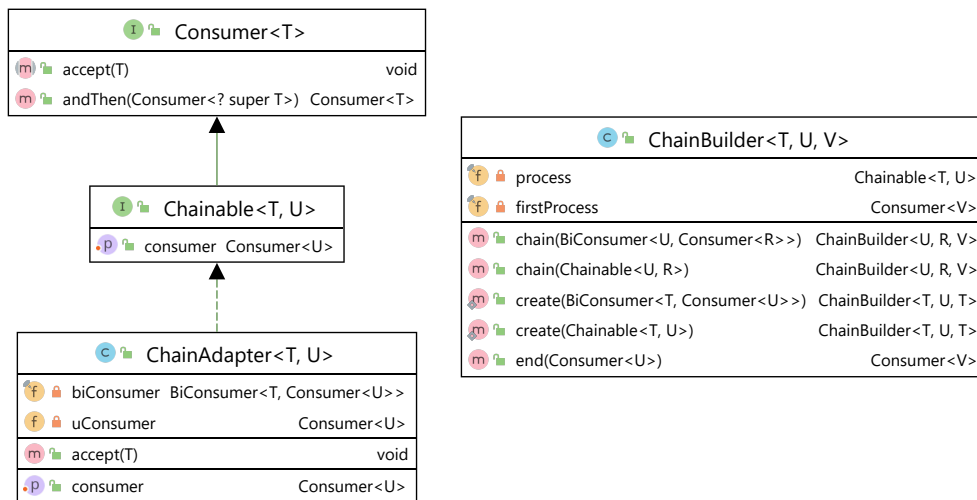 I Consumer<T>
m accept(T) void
m andThen(Consumer<? super T>) Consumer<T>
I Chainable<T, U>
p consumer Consumer<U>
C ChainAdapter<T, U>
f biConsumer BiConsumer<T, Consumer<U>>
f uConsumer Consumer<U>
m accept(T) void
p consumer Consumer<U>
C ChainBuilder<T, U, V>
f process Chainable<T, U>
f firstProcess Consumer<V>
m chain(BiConsumer<U, Consumer<R>>) ChainBuilder<U, R, V>
m chain(Chainable<U, R>) ChainBuilder<U, R, V>
m create(BiConsumer<T, Consumer<U>>) ChainBuilder<T, U, T>
m create(Chainable<T, U>) ChainBuilder<T, U, T>
m end(Consumer<U>) Consumer<V>